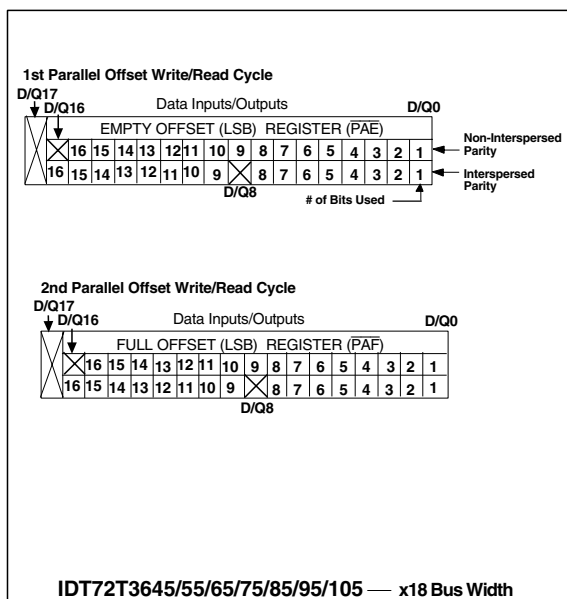 1st Parallel Offset Write/Read Cycle
D/Q17
D/Q16 Data Inputs/Outputs D/Q0
EMPTY OFFSET (LSB) REGISTER (PAE)
16 15 14 13 12 11 10 9 8 7 6 5 4 3 2 1 Non-Interspersed Parity
16 15 14 13 12 11 10 9 8 7 6 5 4 3 2 1 Interspersed Parity
D/Q8
# of Bits Used
2nd Parallel Offset Write/Read Cycle
D/Q17
D/Q16 Data Inputs/Outputs D/Q0
FULL OFFSET (LSB) REGISTER (PAF)
16 15 14 13 12 11 10 9 8 7 6 5 4 3 2 1
16 15 14 13 12 11 10 9 8 7 6 5 4 3 2 1
D/Q8
IDT72T3645/55/65/75/85/95/105 — x18 Bus Width